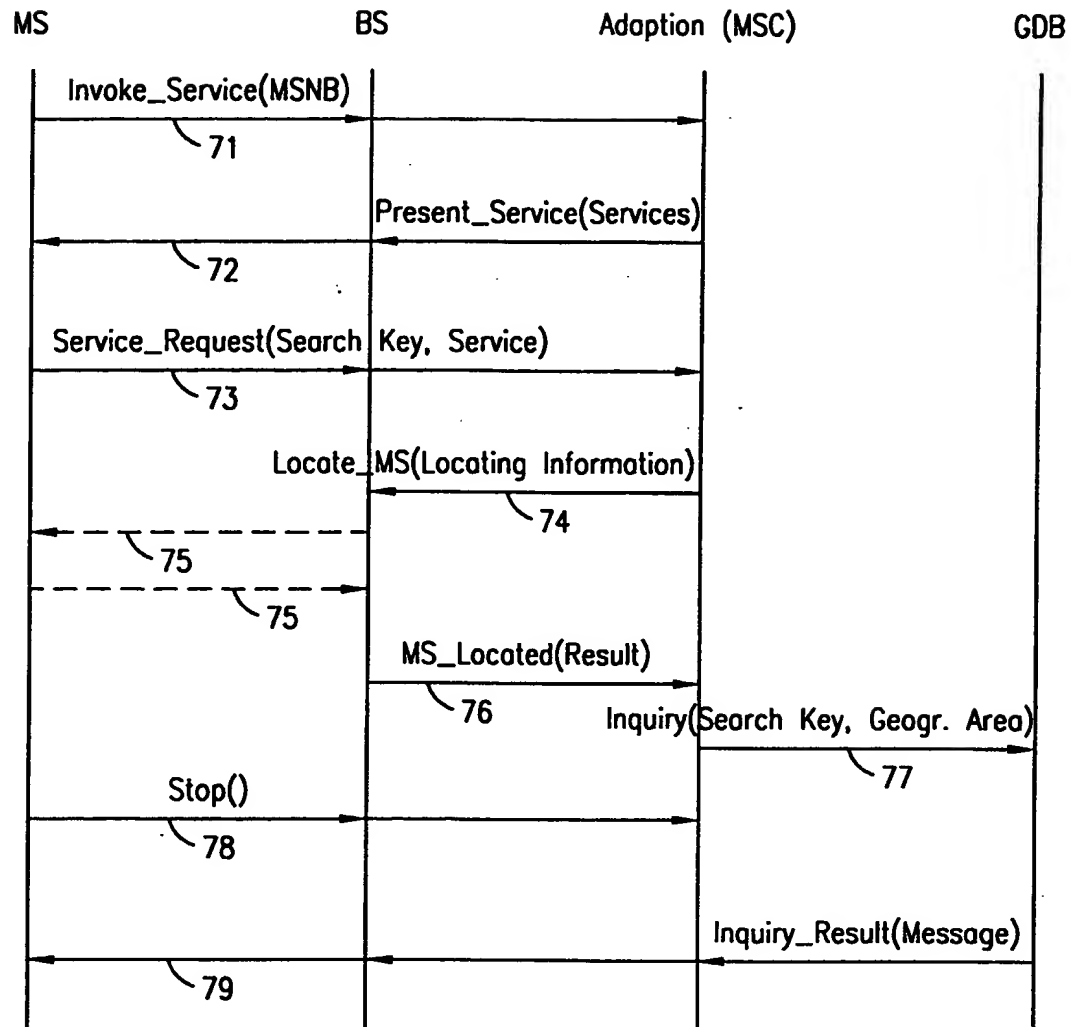 MS BS Adaption (MSC) GDB
Invoke_Service(MSNB)
71
Present_Service(Services)
72
Service_Request(Search Key, Service)
73
Locate_MS(Locating Information)
74
75
75
MS_Located(Result)
76
Inquiry(Search Key, Geogr. Area)
77
Stop()
78
Inquiry_Result(Message)
79